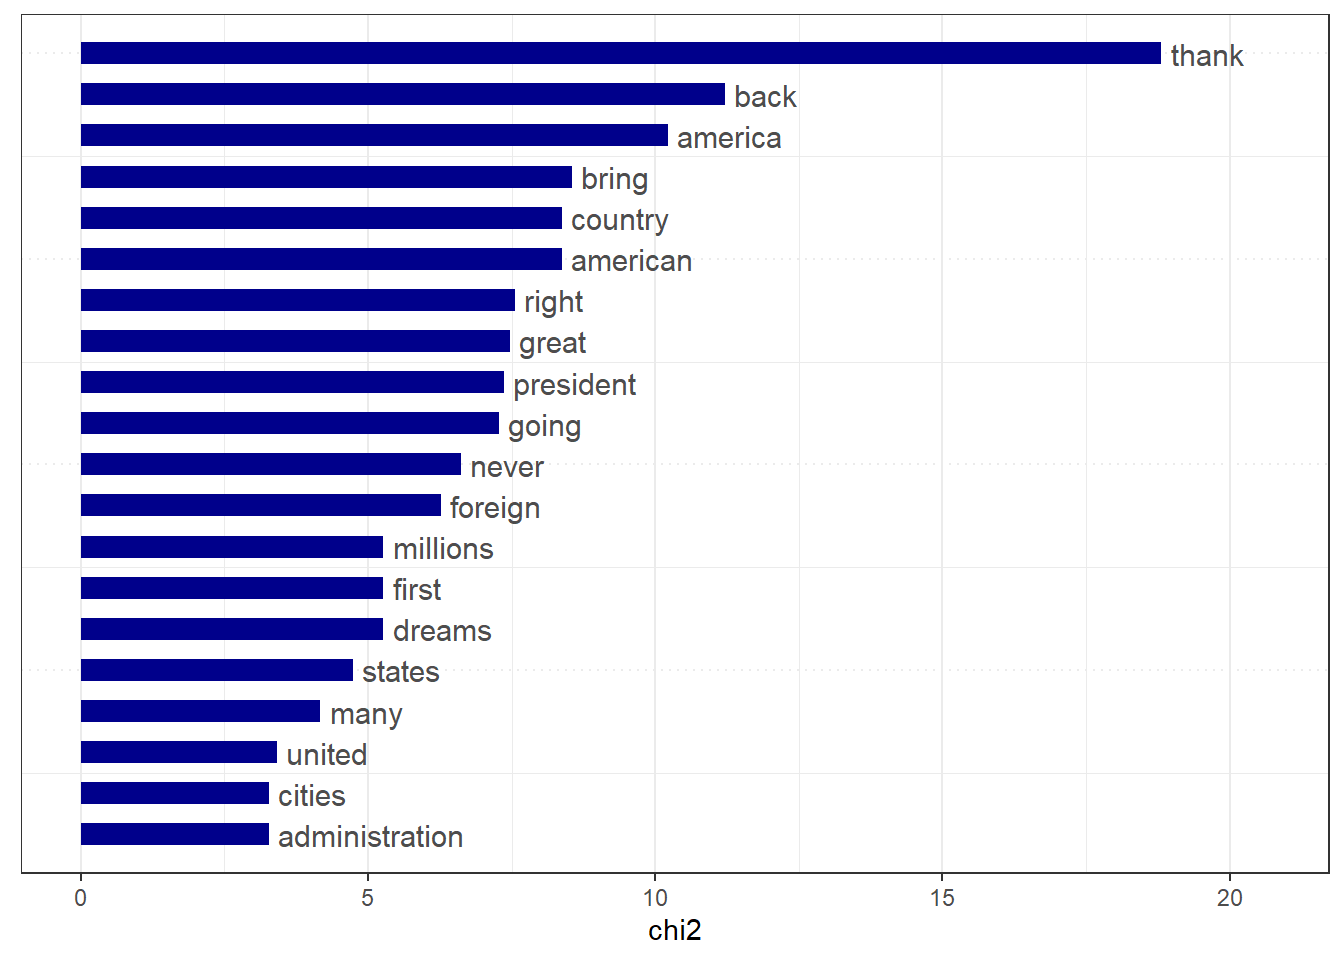 thank
back
america
bring
country
american
right
great
president
going
never
foreign
millions
first
dreams
states
many
united
cities
administration
0 5 10 15 20
chi2